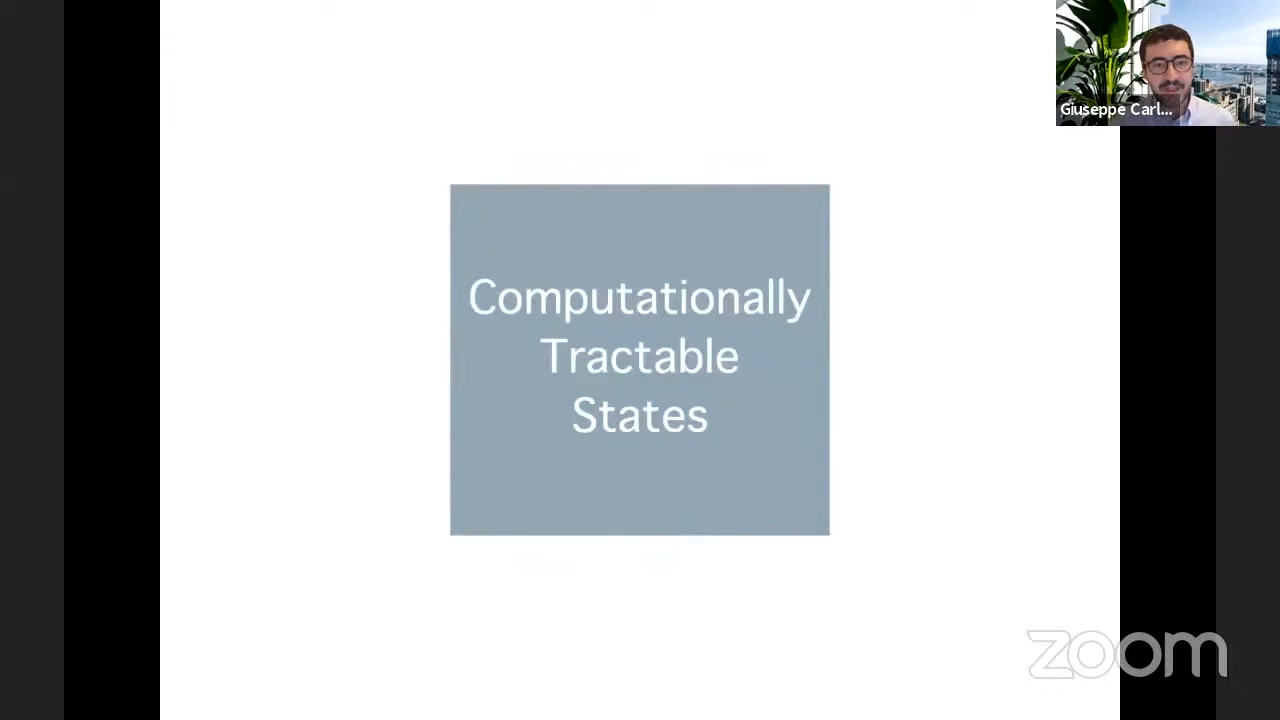 Giuseppe Carl...
Computationally
Tractable
States
zoom